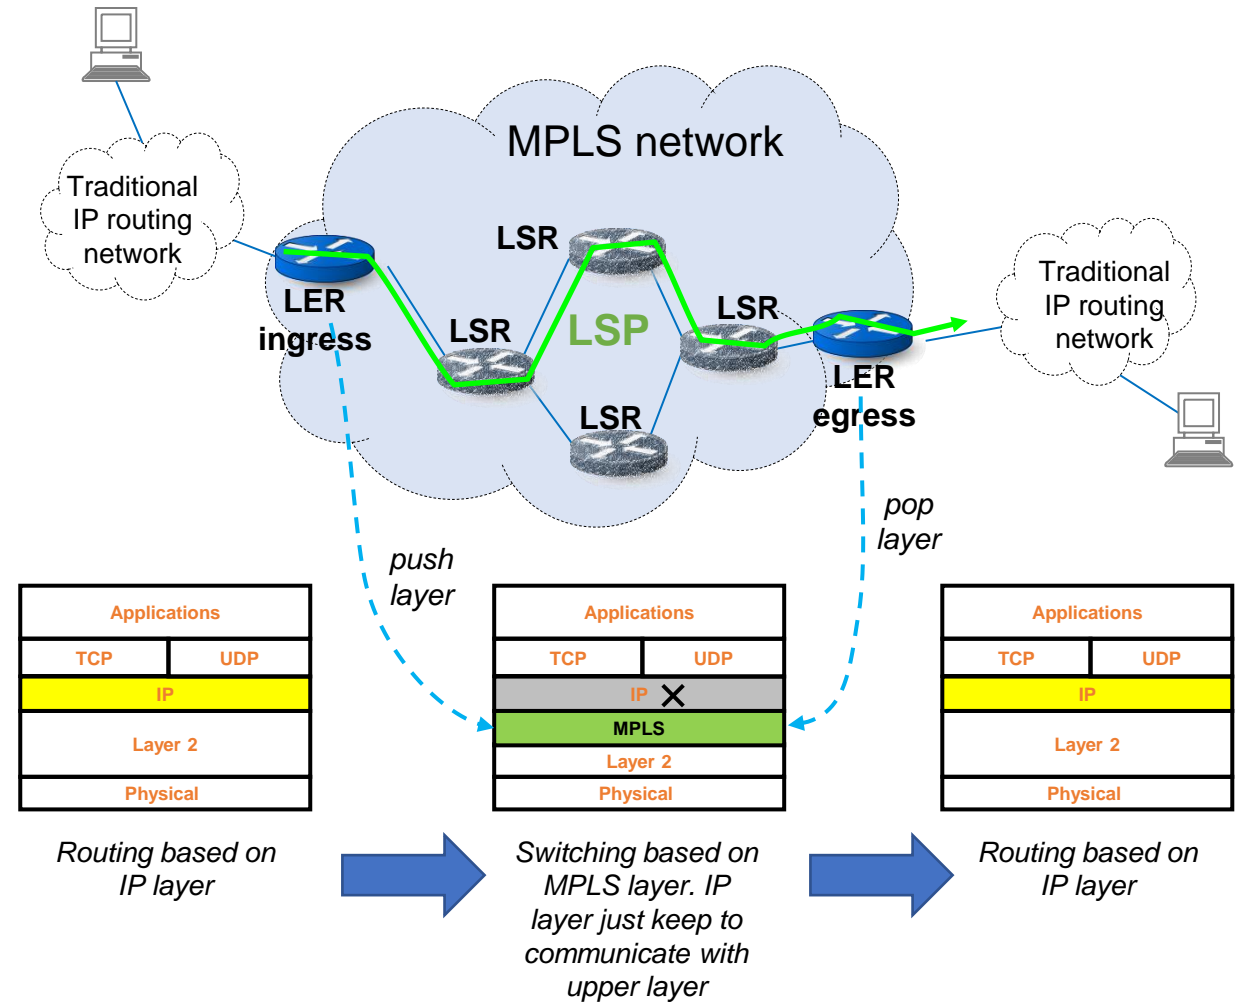 MPLS network
Traditional
IP routing
network
LSR
LER
ingress
LSR
LSP
LSR
LSR
LER
egress
Traditional
IP routing
network
push
layer
pop
layer
Applications
TCP
UDP
IP
Layer 2
Physical
Applications
TCP
UDP
IP
MPLS
Layer 2
Physical
Applications
TCP
UDP
IP
Layer 2
Physical
Routing based on
IP layer
Switching based on
MPLS layer. IP
layer just keep to
communicate with
upper layer
Routing based on
IP layer